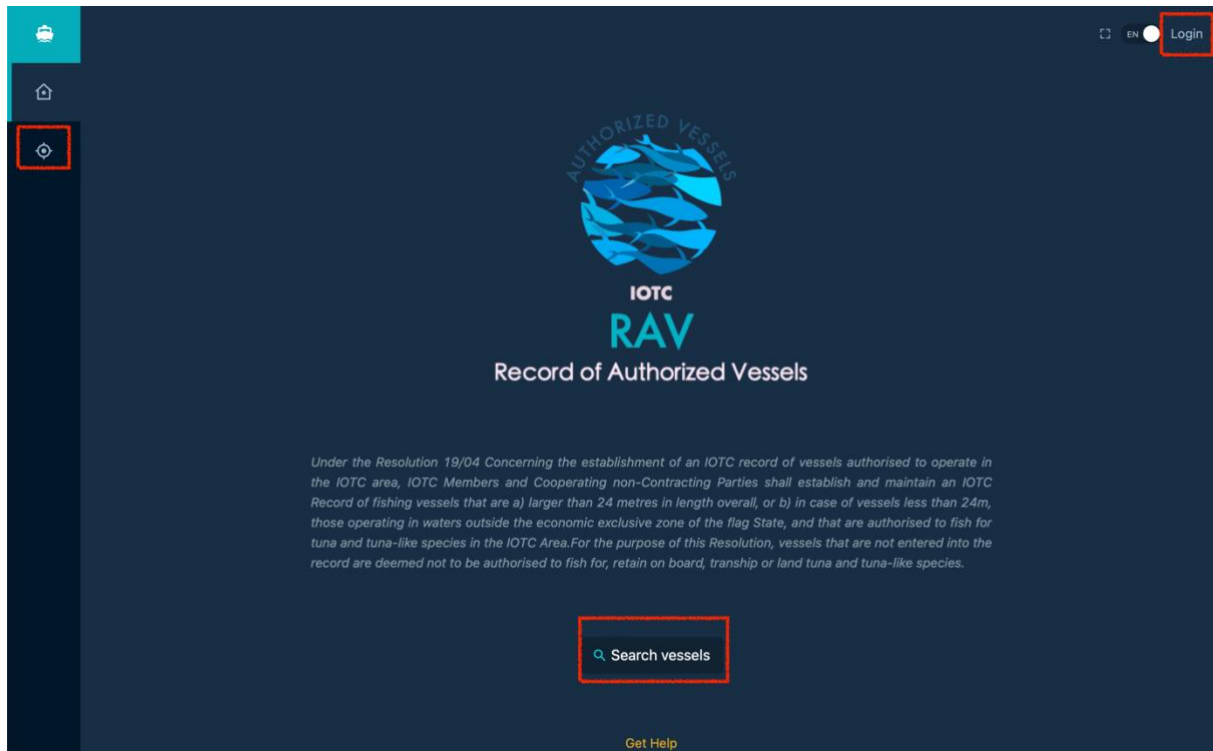 EN Login
AUTHORIZED VESSELS
IOTC
RAV
Record of Authorized Vessels
Under the Resolution 19/04 Concerning the establishment of an IOTC record of vessels authorised to operate in
the IOTC area, IOTC Members and Cooperating non-Contracting Parties shall establish and maintain an IOTC
Record of fishing vessels that are a) larger than 24 metres in length overall, or b) in case of vessels less than 24m,
those operating in waters outside the economic exclusive zone of the flag State, and that are authorised to fish for
tuna and tuna-like species in the IOTC Area.For the purpose of this Resolution, vessels that are not entered into the
record are deemed not to be authorised to fish for, retain on board, tranship or land tuna and tuna-like species.
Search vessels
Get Help